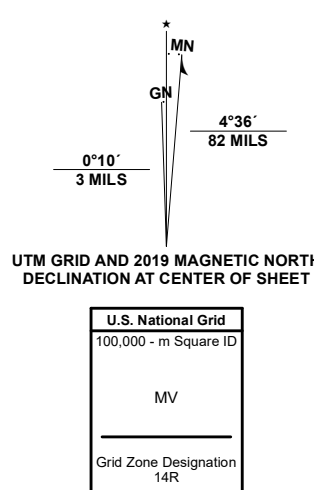 MN
GN
4°36´
82 MILS
0°10´
3 MILS
UTM GRID AND 2019 MAGNETIC NORTH
DECLINATION AT CENTER OF SHEET
U.S. National Grid
100,000 - m Square ID
MV
Grid Zone Designation
14R